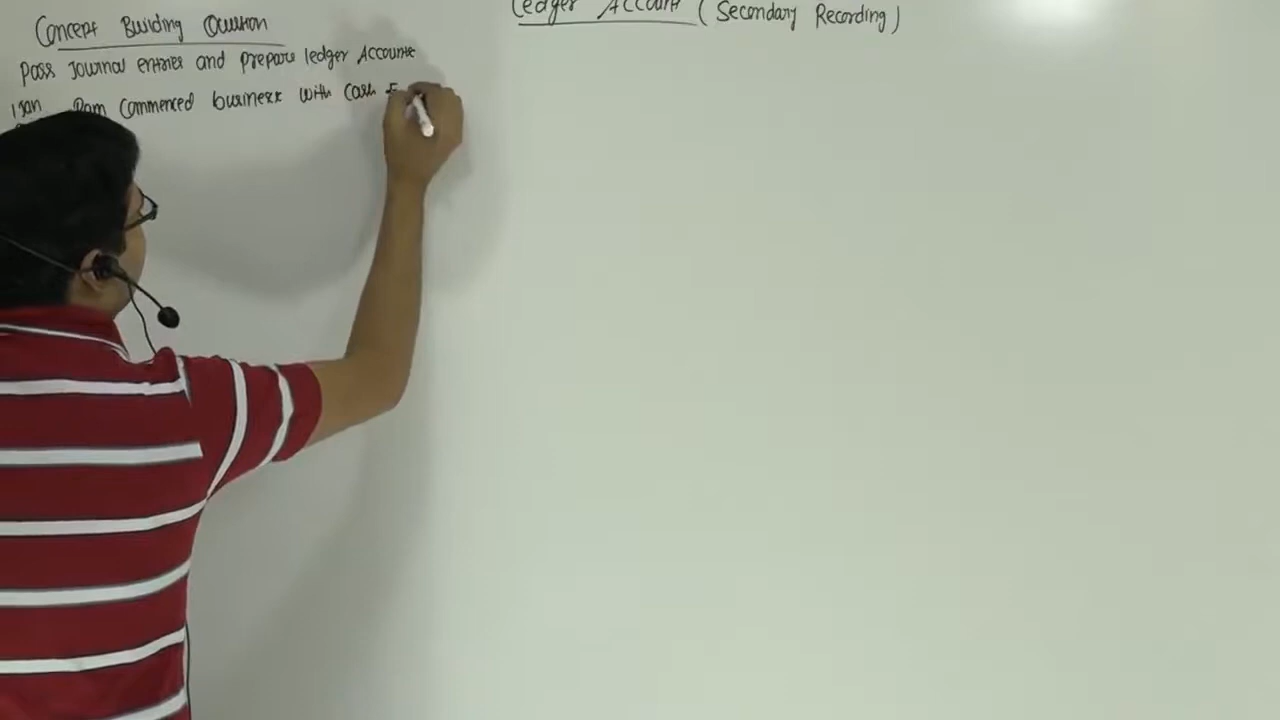 Concept Building Question
Pass Journal entries and prepare ledger Accounts
1 Jan Ram Commenced business with Cash
Ledger Account (Secondary Recording)